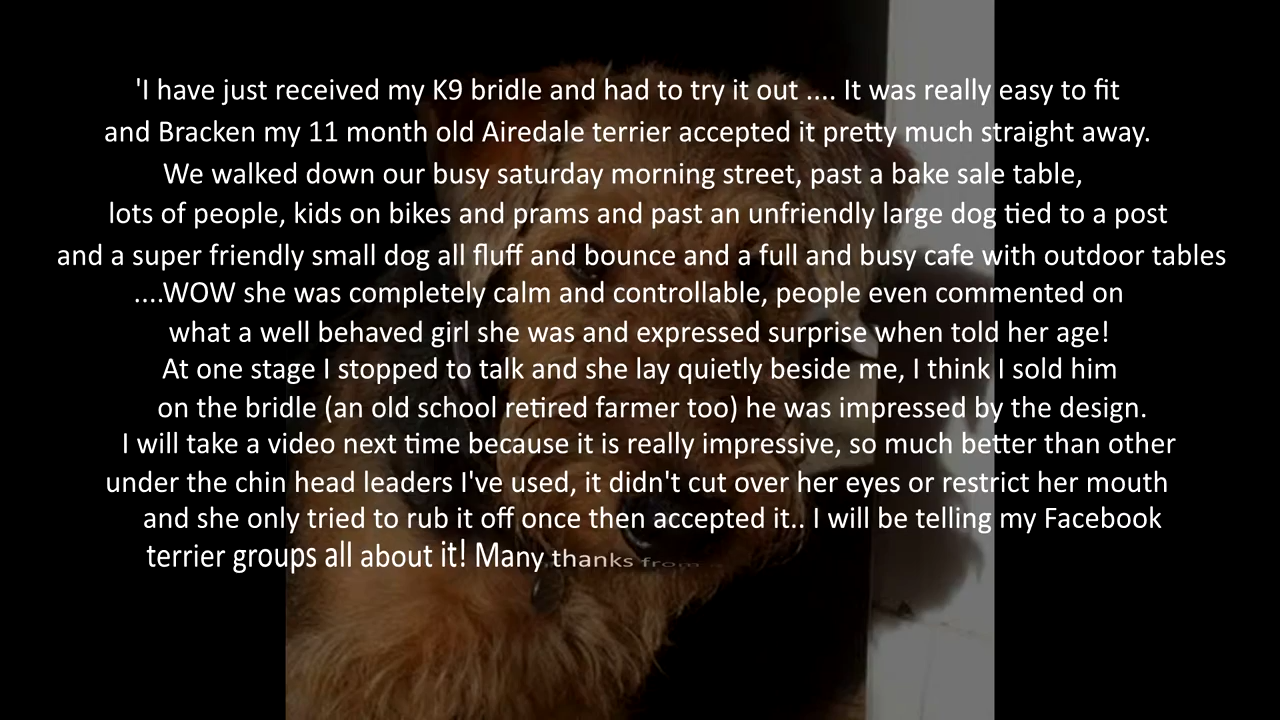 'I have just received my K9 bridle and had to try it out .... It was really easy to fit
and Bracken my 11 month old Airedale terrier accepted it pretty much straight away.
We walked down our busy saturday morning street, past a bake sale table,
lots of people, kids on bikes and prams and past an unfriendly large dog tied to a post
and a super friendly small dog all fluff and bounce and a full and busy cafe with outdoor tables
....WOW she was completely calm and controllable, people even commented on
what a well behaved girl she was and expressed surprise when told her age!
At one stage I stopped to talk and she lay quietly beside me, I think I sold him
on the bridle (an old school retired farmer too) he was impressed by the design.
I will take a video next time because it is really impressive, so much better than other
under the chin head leaders I've used, it didn't cut over her eyes or restrict her mouth
and she only tried to rub it off once then accepted it.. I will be telling my Facebook
terrier groups all about it! Many thanks from